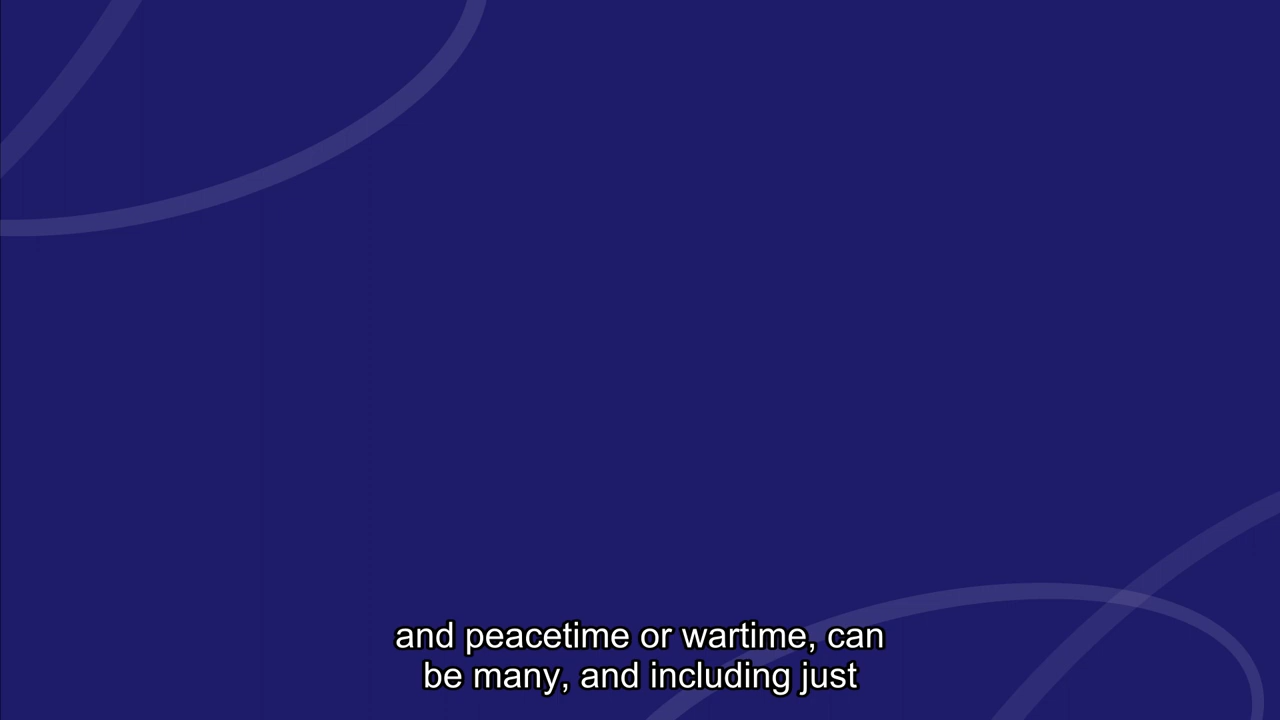 and peacetime or wartime, can
be many, and including just